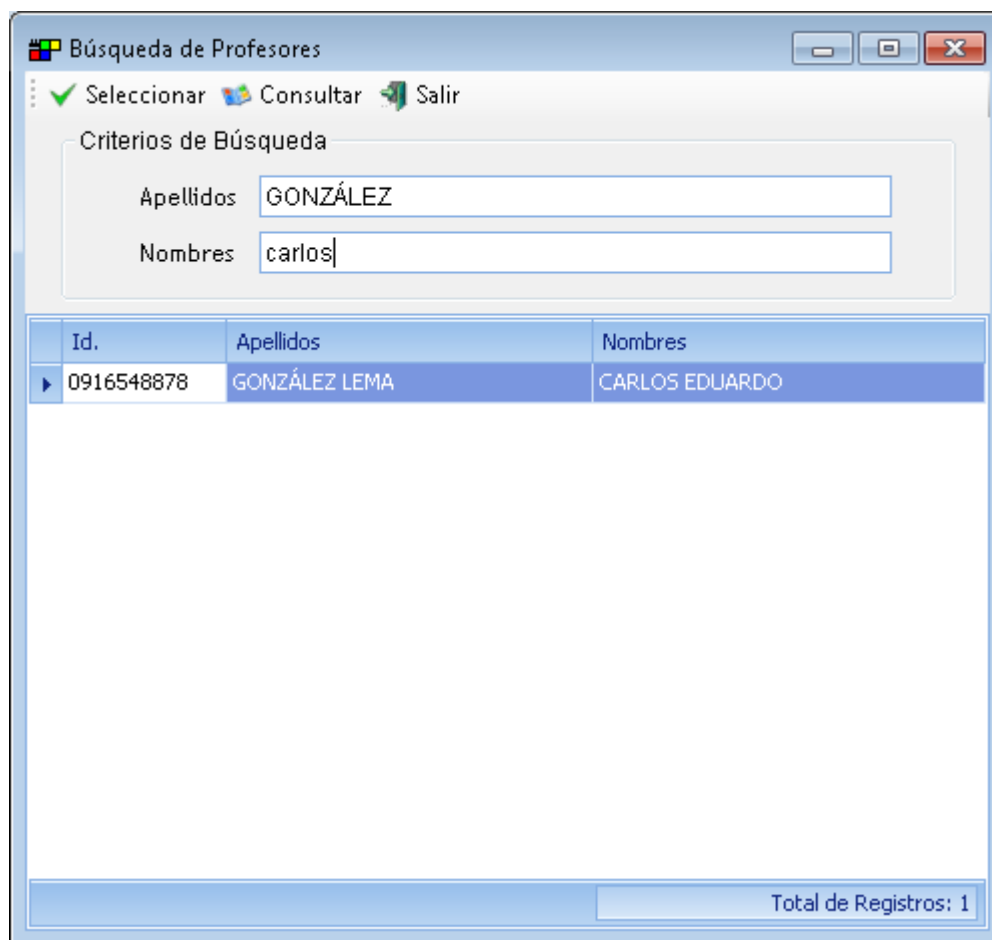 Búsqueda de Profesores
Seleccionar Consultar Salir
Criterios de Búsqueda
Apellidos GONZÁLEZ
Nombres carlos
Id. Apellidos Nombres
0916548878 GONZÁLEZ LEMA CARLOS EDUARDO
Total de Registros: 1